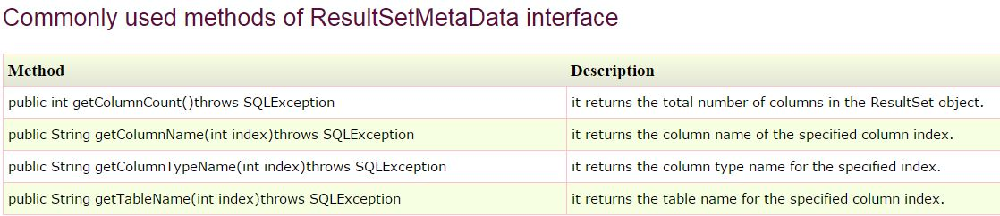 Commonly used methods of ResultSetMetaData interface
Method Description
public int getColumnCount()throws SQLException it returns the total number of columns in the ResultSet object.
public String getColumnName(int index)throws SQLException it returns the column name of the specified column index.
public String getColumnTypeName(int index)throws SQLException it returns the column type name for the specified index.
public String getTableName(int index)throws SQLException it returns the table name for the specified column index.